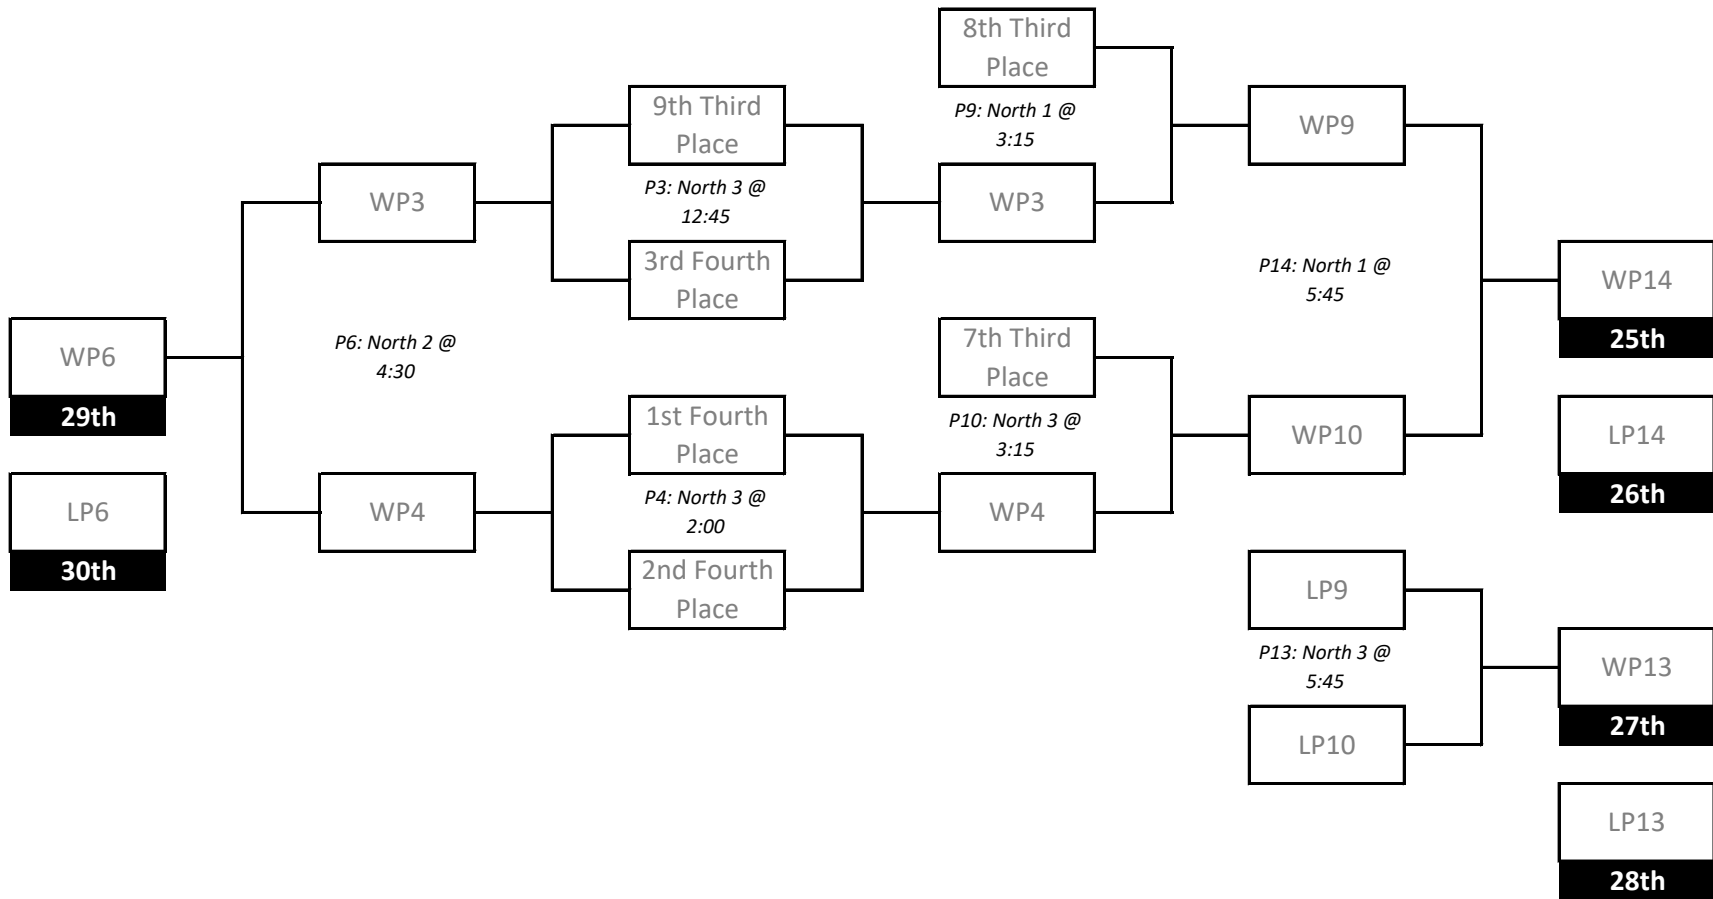 8th Third
Place
9th Third
Place
P9: North 1 @
3:15
WP9
WP3
P3: North 3 @
12:45
WP3
3rd Fourth
Place
P14: North 1 @
5:45
WP14
25th
WP6
29th
P6: North 2 @
4:30
7th Third
Place
1st Fourth
Place
P10: North 3 @
3:15
WP10
LP14
26th
LP6
30th
WP4
P4: North 3 @
2:00
WP4
2nd Fourth
Place
LP9
P13: North 3 @
5:45
WP13
27th
LP10
LP13
28th